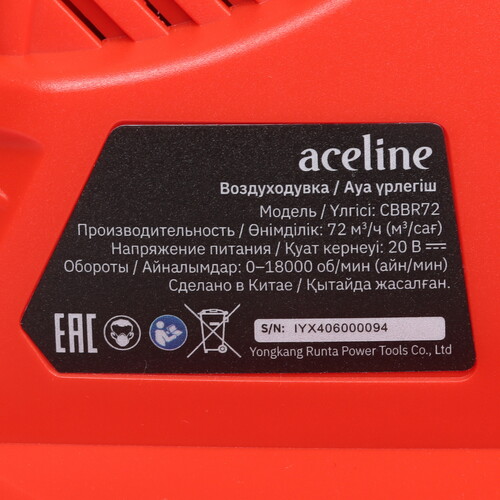 aceline
Воздуходувка / Ауа үрлегіш
Модель / Үлгісі: CBBR72
Производительность / Өнімділік: 72 м³/ч (м³/сағ)
Напряжение питания / Қуат кернеуі: 20 В
Обороты / Айналымдар: 0–18000 об/мин (айн/мин)
Сделано в Китае / Қытайда жасалған.
EAC
S/N: IYX406000094
Yongkang Runta Power Tools Co., Ltd